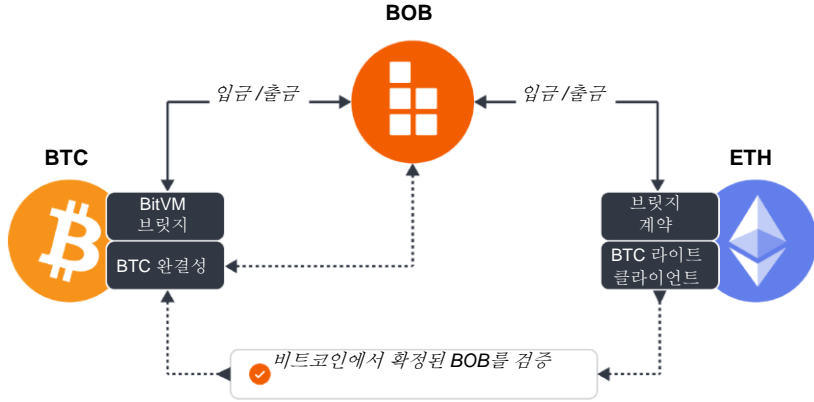 BOB
입금 /출금
입금 /출금
BTC
ETH
BitVM
브릿지
브릿지
계약
BTC 완결성
BTC 라이트
클라이언트
비트코인에서 확정된 BOB를 검증